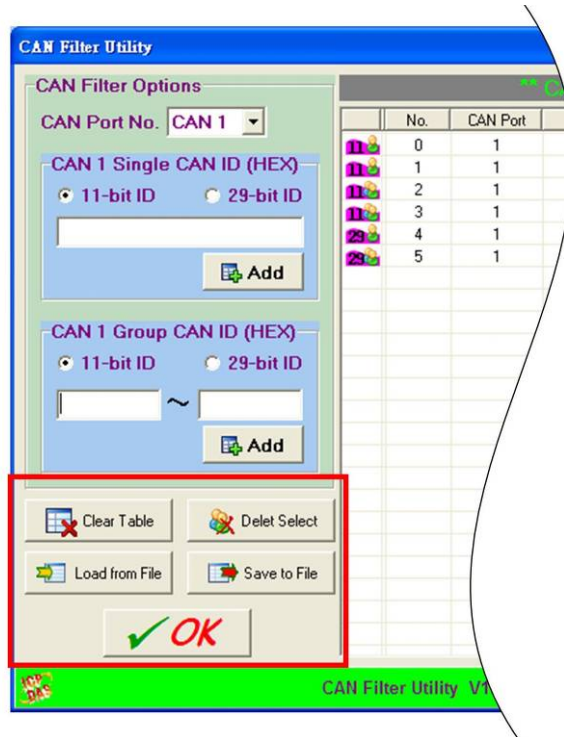 CAN Filter Utility
CAN Filter Options
CAN Port No. CAN 1
CAN 1 Single CAN ID (HEX)
11-bit ID 29-bit ID
Add
CAN 1 Group CAN ID (HEX)
11-bit ID 29-bit ID
~
Add
Clear Table Delet Select
Load from File Save to File
OK
**
No. CAN Port
11 0 1
11 1 1
11 2 1
11 3 1
29 4 1
29 5 1
ICP DAS
CAN Filter Utility V1